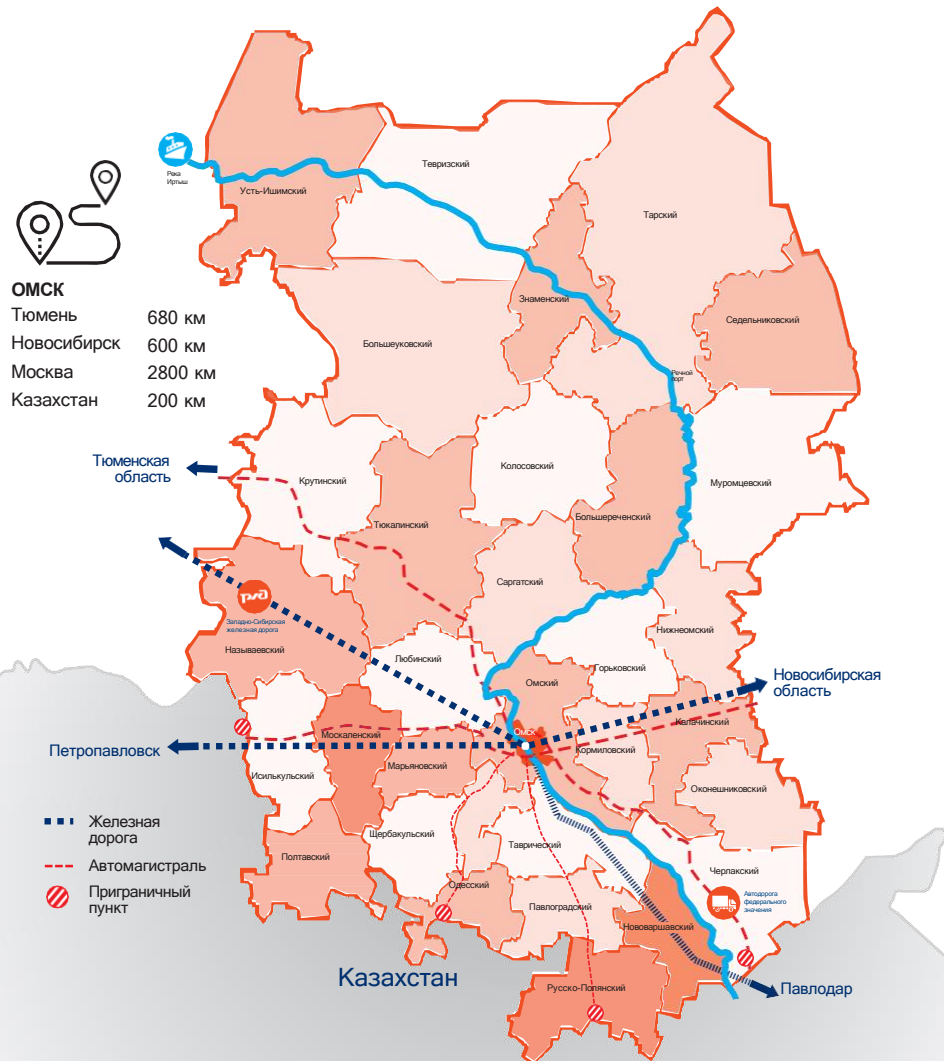 Река
Иртыш
Усть-Ишимский
Тевризский
Тарский
ОМСК
Тюмень 680 км
Новосибирск 600 км
Москва 2800 км
Казахстан 200 км
Знаменский
Седельниковский
Большеуковский
Речной
порт
Тюменская
область
Крутинский
Колосовский
Муромцевский
Тюкалинский
Большереченский
Саргатский
РЖД
Западно-Сибирская
железная дорога
Называевский
Нижнеомский
Любинский
Горьковский
Омский
Новосибирская
область
Калачинский
Омск
Москаленский
Кормиловский
Петропавловск
Марьяновский
Исилькульский
Оконешниковский
Железная
дорога
Щербакульский
Таврический
Автомагистраль
Полтавский
Черлакский
Приграничный
пункт
Одесский
Автодорога
федерального
значения
Павлоградский
Нововаршавский
Казахстан
Русско-Полянский
Павлодар